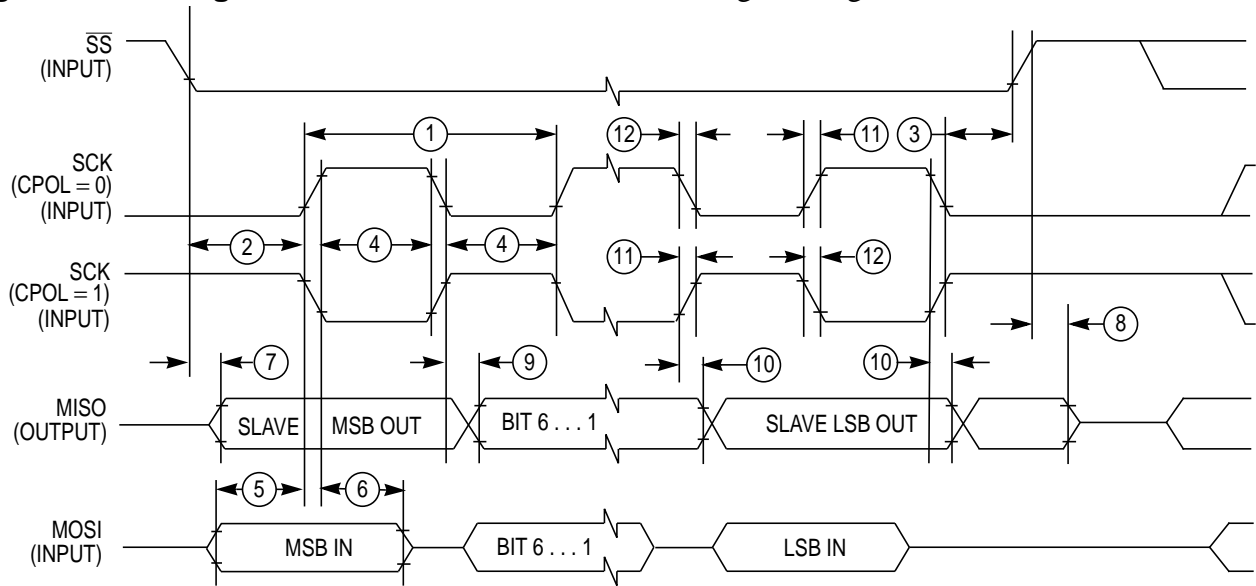 SS
(INPUT)
1
12
11
3
SCK
(CPOL = 0)
(INPUT)
2
4
4
SCK
(CPOL = 1)
(INPUT)
11
12
8
7
9
10
10
MISO
(OUTPUT)
SLAVE MSB OUT
BIT 6 . . . 1
SLAVE LSB OUT
5
6
MOSI
(INPUT)
MSB IN
BIT 6 . . . 1
LSB IN